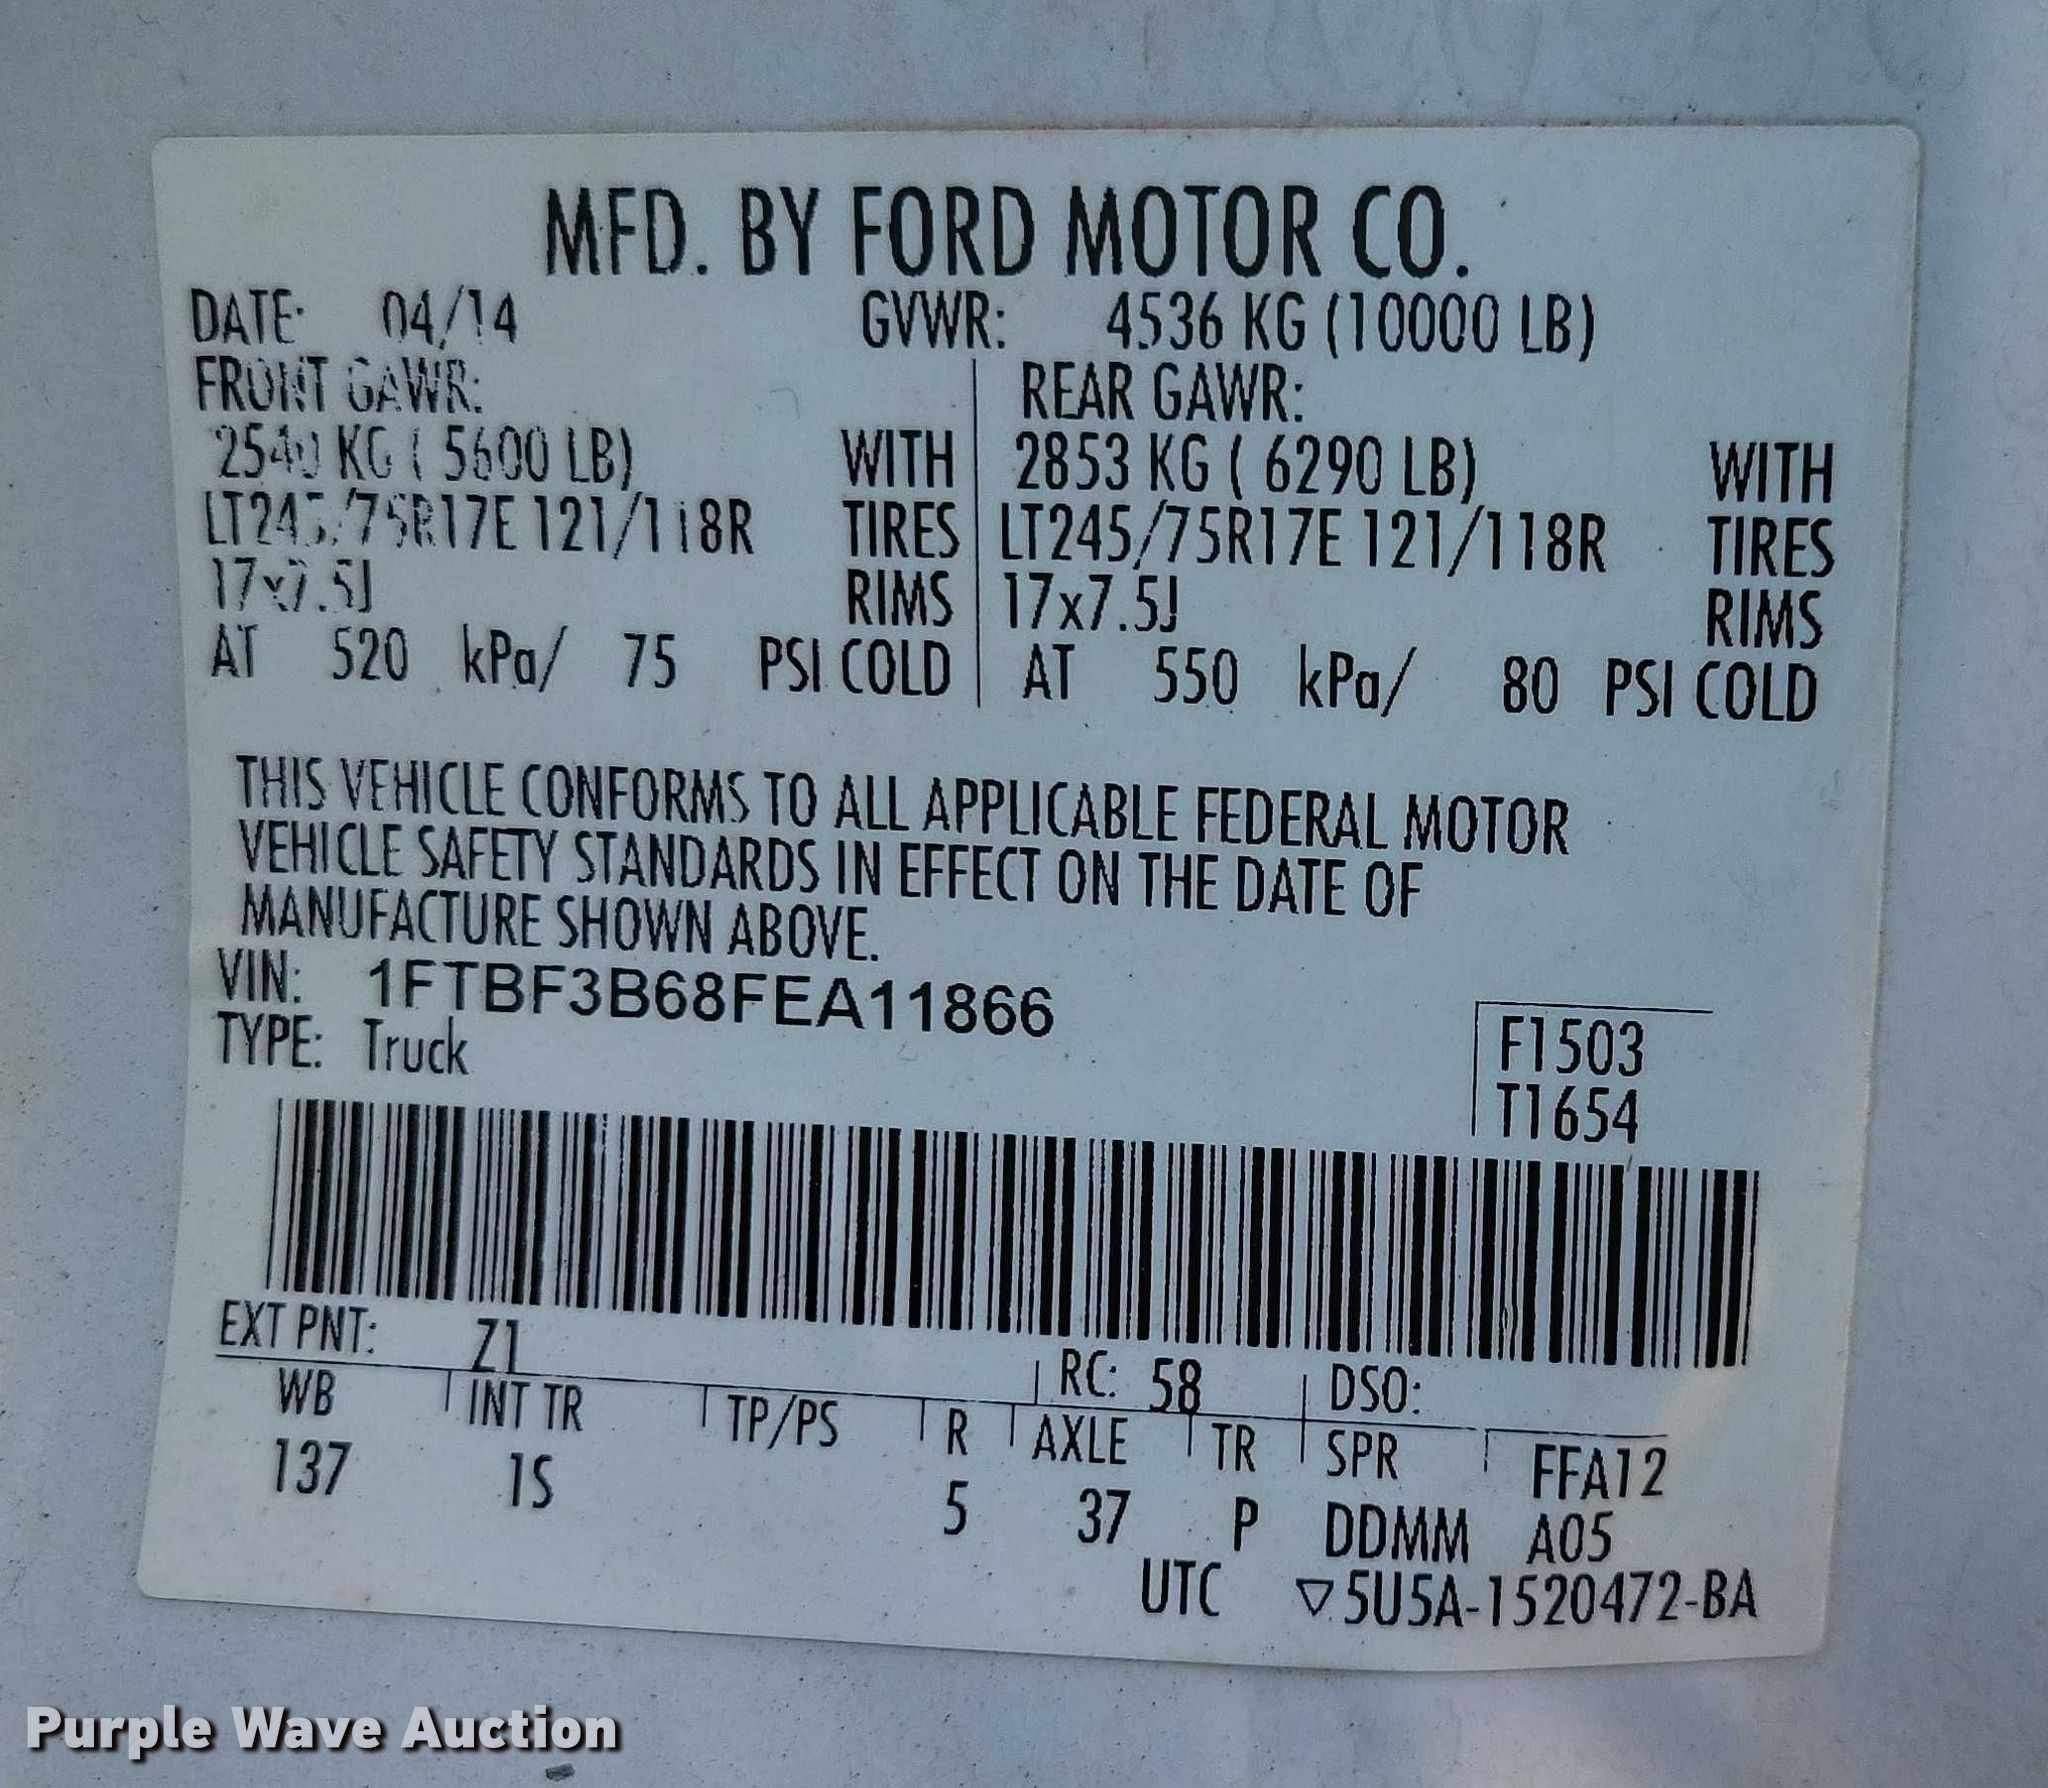 MFD. BY FORD MOTOR CO.
DATE: 04/14 GVWR: 4536 KG (10000 LB)
FRONT GAWR: REAR GAWR:
2540 KG ( 5600 LB) WITH 2853 KG ( 6290 LB) WITH
LT245/75R17E 121/118R TIRES LT245/75R17E 121/118R TIRES
17x7.5J RIMS 17x7.5J RIMS
AT 520 kPa/ 75 PSI COLD AT 550 kPa/ 80 PSI COLD
THIS VEHICLE CONFORMS TO ALL APPLICABLE FEDERAL MOTOR
VEHICLE SAFETY STANDARDS IN EFFECT ON THE DATE OF
MANUFACTURE SHOWN ABOVE.
VIN: 1FTBF3B68FEA11866
TYPE: Truck
F1503
T1654
EXT PNT: Z1 RC: 58 DSO:
WB INT TR TP/PS R AXLE TR SPR FFA12
137 1S 5 37 P DDMM A05
UTC ▽5U5A-1520472-BA
Purple Wave Auction